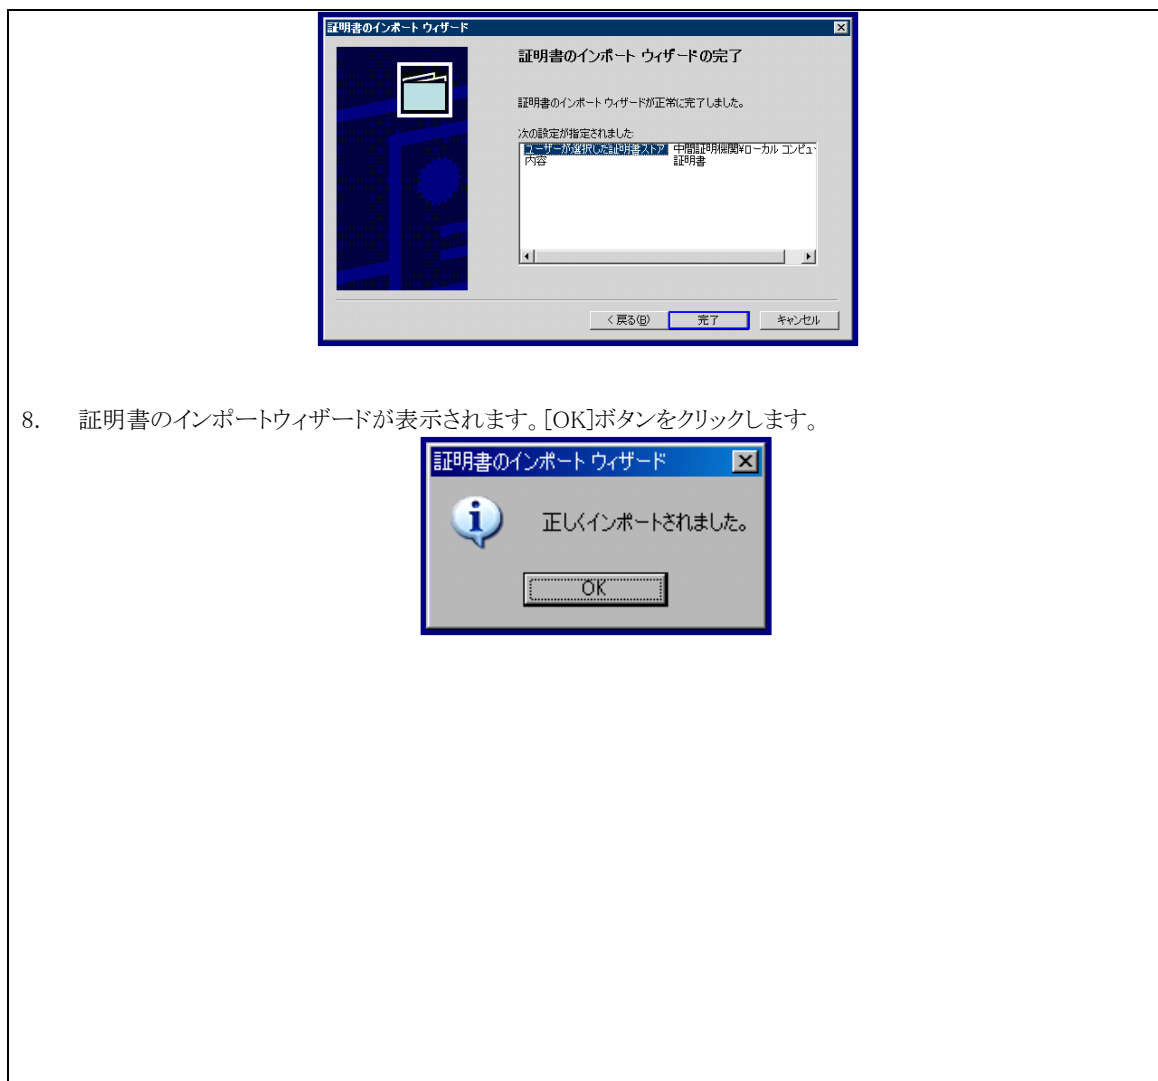 証明書のインポート ウィザード
証明書のインポート ウィザードの完了
証明書のインポート ウィザードが正常に完了しました。
次の設定が指定されました:
ユーザーが選択した証明書ストア 中間証明機関¥ローカル コンピュ
内容 証明書
< 戻る(B) 完了 キャンセル
8. 証明書のインポートウィザードが表示されます。[OK]ボタンをクリックします。
証明書のインポート ウィザード
正しくインポートされました。
OK